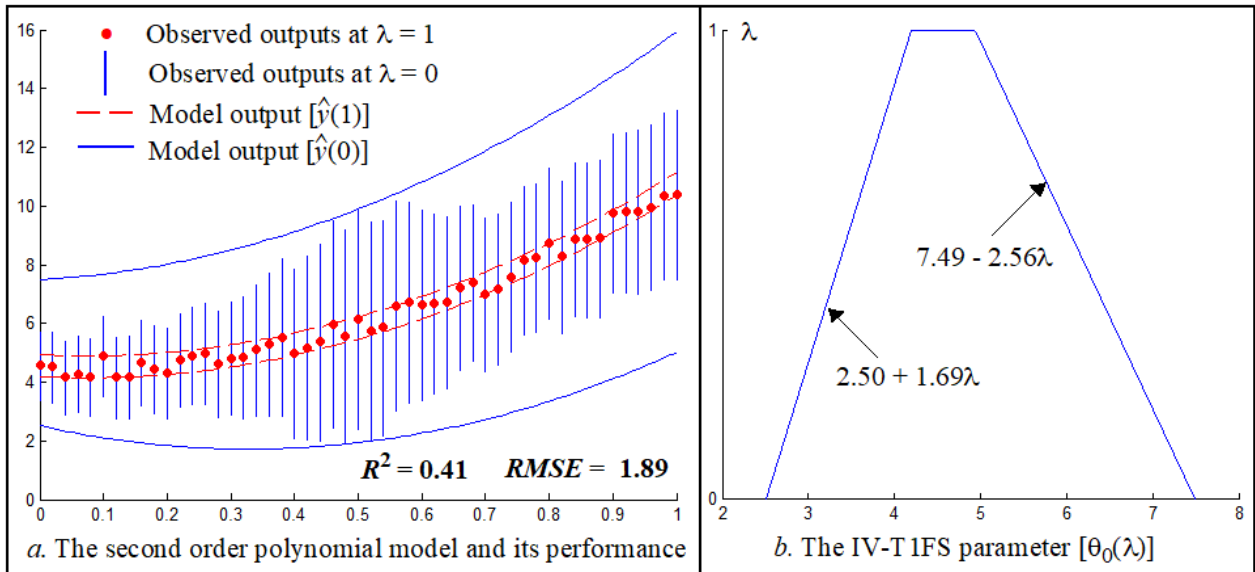 16
14
12
10
8
6
4
2
0
Observed outputs at λ = 1
Observed outputs at λ = 0
Model output [ŷ(1)]
Model output [ŷ(0)]
R² = 0.41 RMSE = 1.89
0 0.1 0.2 0.3 0.4 0.5 0.6 0.7 0.8 0.9 1
a. The second order polynomial model and its performance
1
λ
7.49 - 2.56λ
2.50 + 1.69λ
0
2 3 4 5 6 7 8
b. The IV-T1FS parameter [θ₀(λ)]